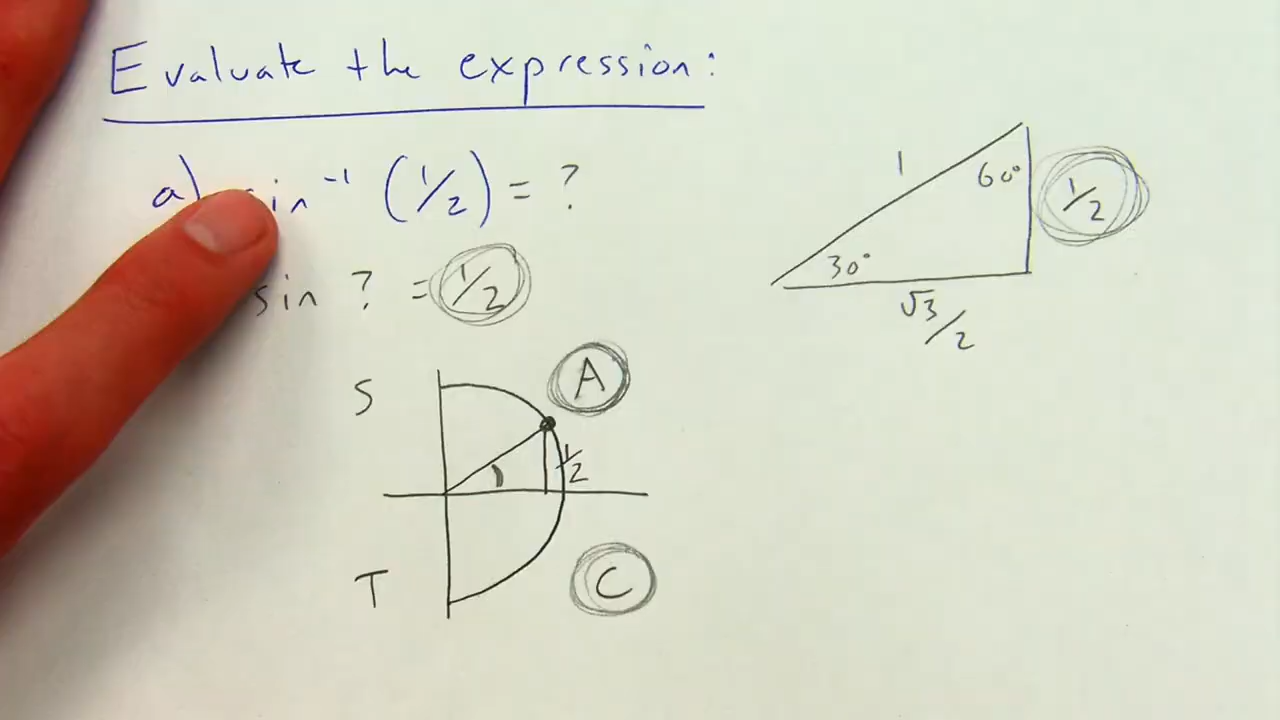 Evaluate the expression:
a) sin⁻¹ (1/2) = ?
sin ? = 1/2
S
A
1/2
T
C
1
60°
1/2
30°
√3/2